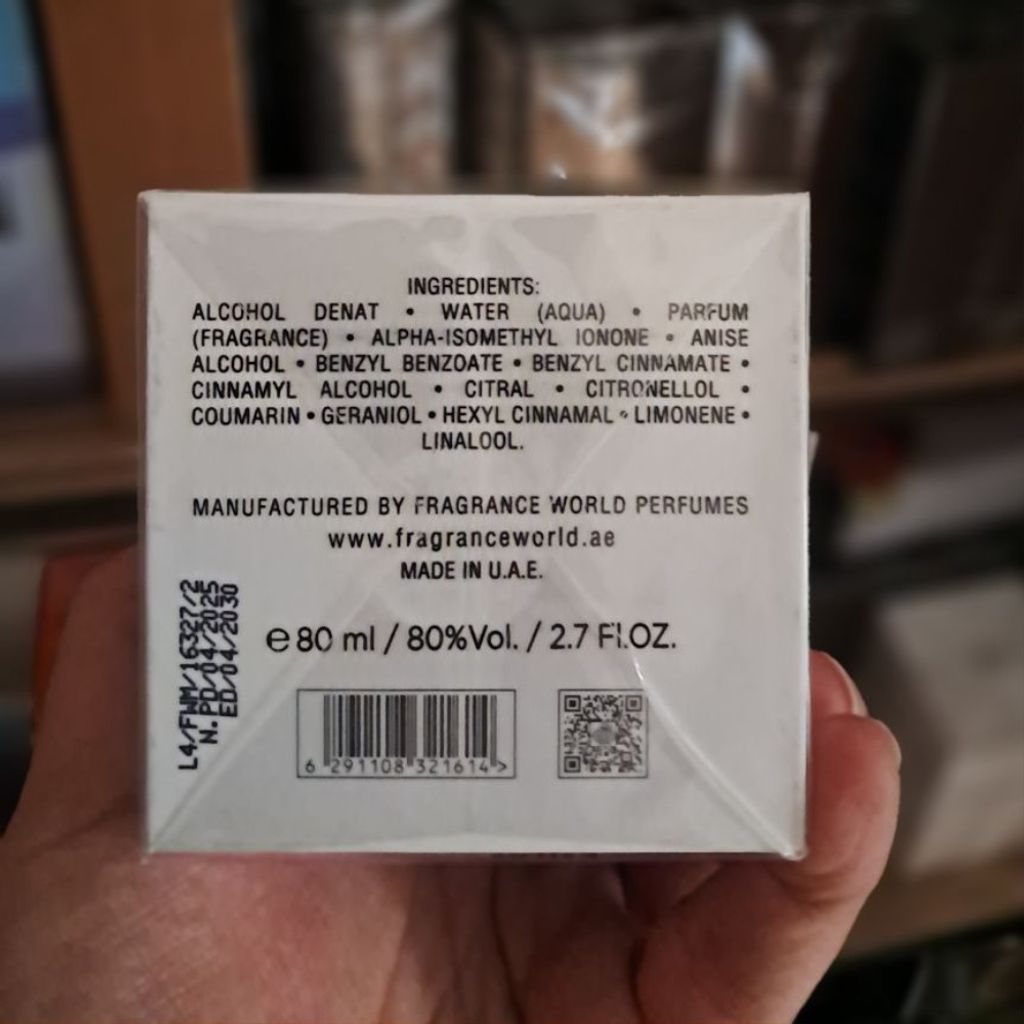 INGREDIENTS:
ALCOHOL DENAT • WATER (AQUA) • PARFUM
(FRAGRANCE) • ALPHA-ISOMETHYL IONONE • ANISE
ALCOHOL • BENZYL BENZOATE • BENZYL CINNAMATE •
CINNAMYL ALCOHOL • CITRAL • CITRONELLOL •
COUMARIN • GERANIOL • HEXYL CINNAMAL • LIMONENE •
LINALOOL.
MANUFACTURED BY FRAGRANCE WORLD PERFUMES
www.fragranceworld.ae
MADE IN U.A.E.
L4/FWM/16327/2
N. PD/04/2025
ED/04/2030
e 80 ml / 80%Vol. / 2.7 Fl.OZ.
6 291108 321614 >